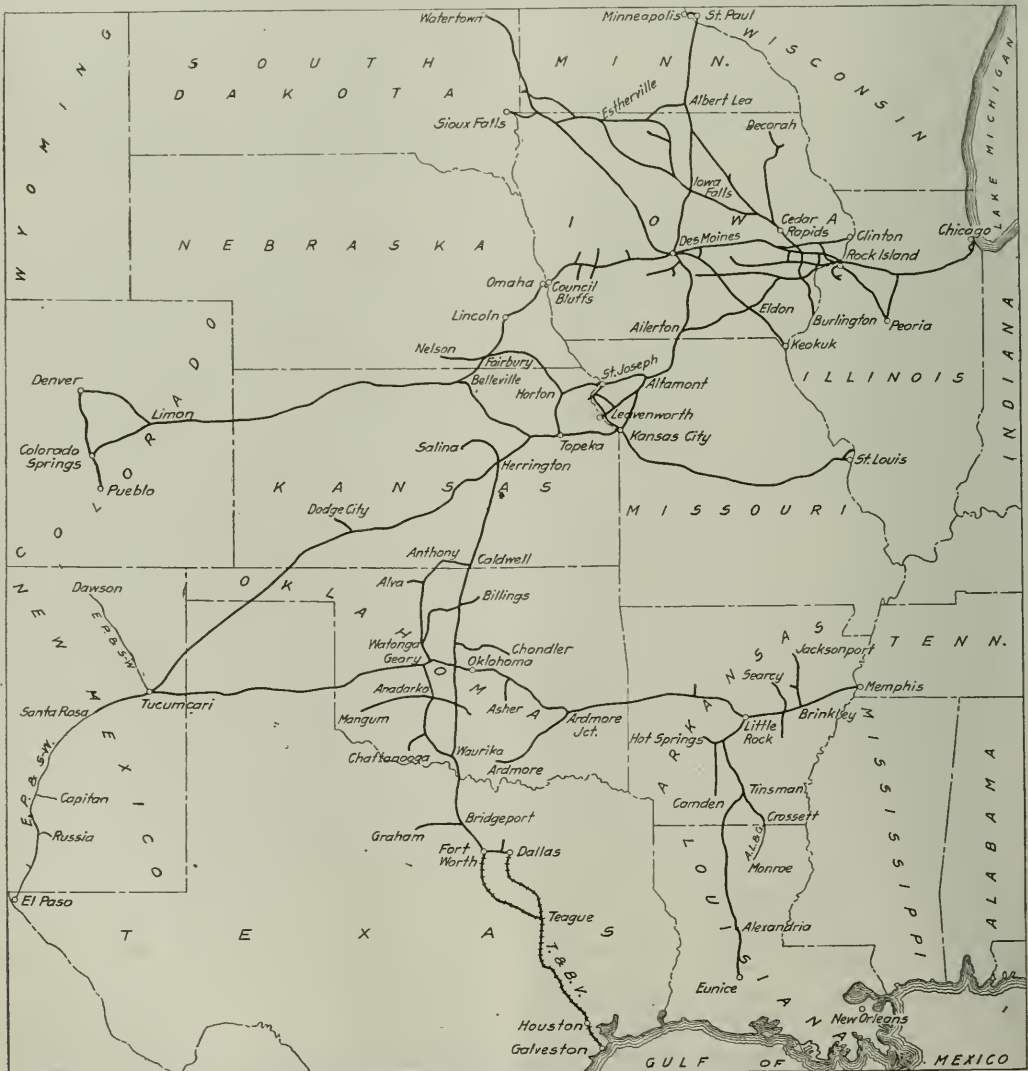 Watertown
Minneapolis
St. Paul
WISCONSIN
LAKE MICHIGAN
SOUTH
DAKOTA
MINN.
WYOMING
Estherville
Albert Lea
Sioux Falls
Decorah
Iowa
Falls
IOWA
NEBRASKA
Cedar
Rapids
Clinton
Chicago
Des Moines
Rock Island
Omaha
Council
Bluffs
Lincoln
Eldon
Burlington
Peoria
Ailerton
Keokuk
Nelson
Fairbury
Belleville
St. Joseph
Altamont
ILLINOIS
INDIANA
Denver
Limon
Horton
Leavenworth
Kansas City
COLORADO
Colorado
Springs
Pueblo
Salina
Topeka
Herrington
St. Louis
KANSAS
MISSOURI
Dodge City
Anthony
Caldwell
Dawson
E.P. & S-W.
OKLAHOMA
Alva
Billings
NEW MEXICO
Watonga
Geary
Chandler
Oklahoma
Jacksonport
TENN.
Searcy
Memphis
Tucumcari
Santa Rosa
Anadarko
Mangum
Asher
Ardmore
Jct.
ARKANSAS
Little
Rock
Brinkley
Hot Springs
Chattanooga
Waurika
Ardmore
MISSISSIPPI
ALABAMA
E.P. & S.W.
Capitan
Russia
Camden
Tinsman
Crossett
Bridgeport
Graham
A.L.&G.
Monroe
Fort
Worth
Dallas
El Paso
Teague
TEXAS
T. & B.V.
LOUISIANA
Alexandria
Eunice
New Orleans
Houston
Galveston
GULF OF MEXICO